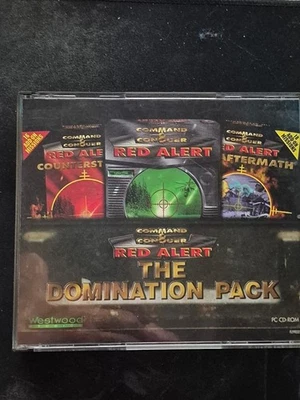 COMMAND & CONQUER
RED ALERT
COUNTERST
COMMAND & CONQUER
RED ALERT
COMMAND & CONQUER
RED ALERT
AFTERMATH
COMMAND & CONQUER
RED ALERT
THE
DOMINATION PACK
Westwood
PC CD-ROM